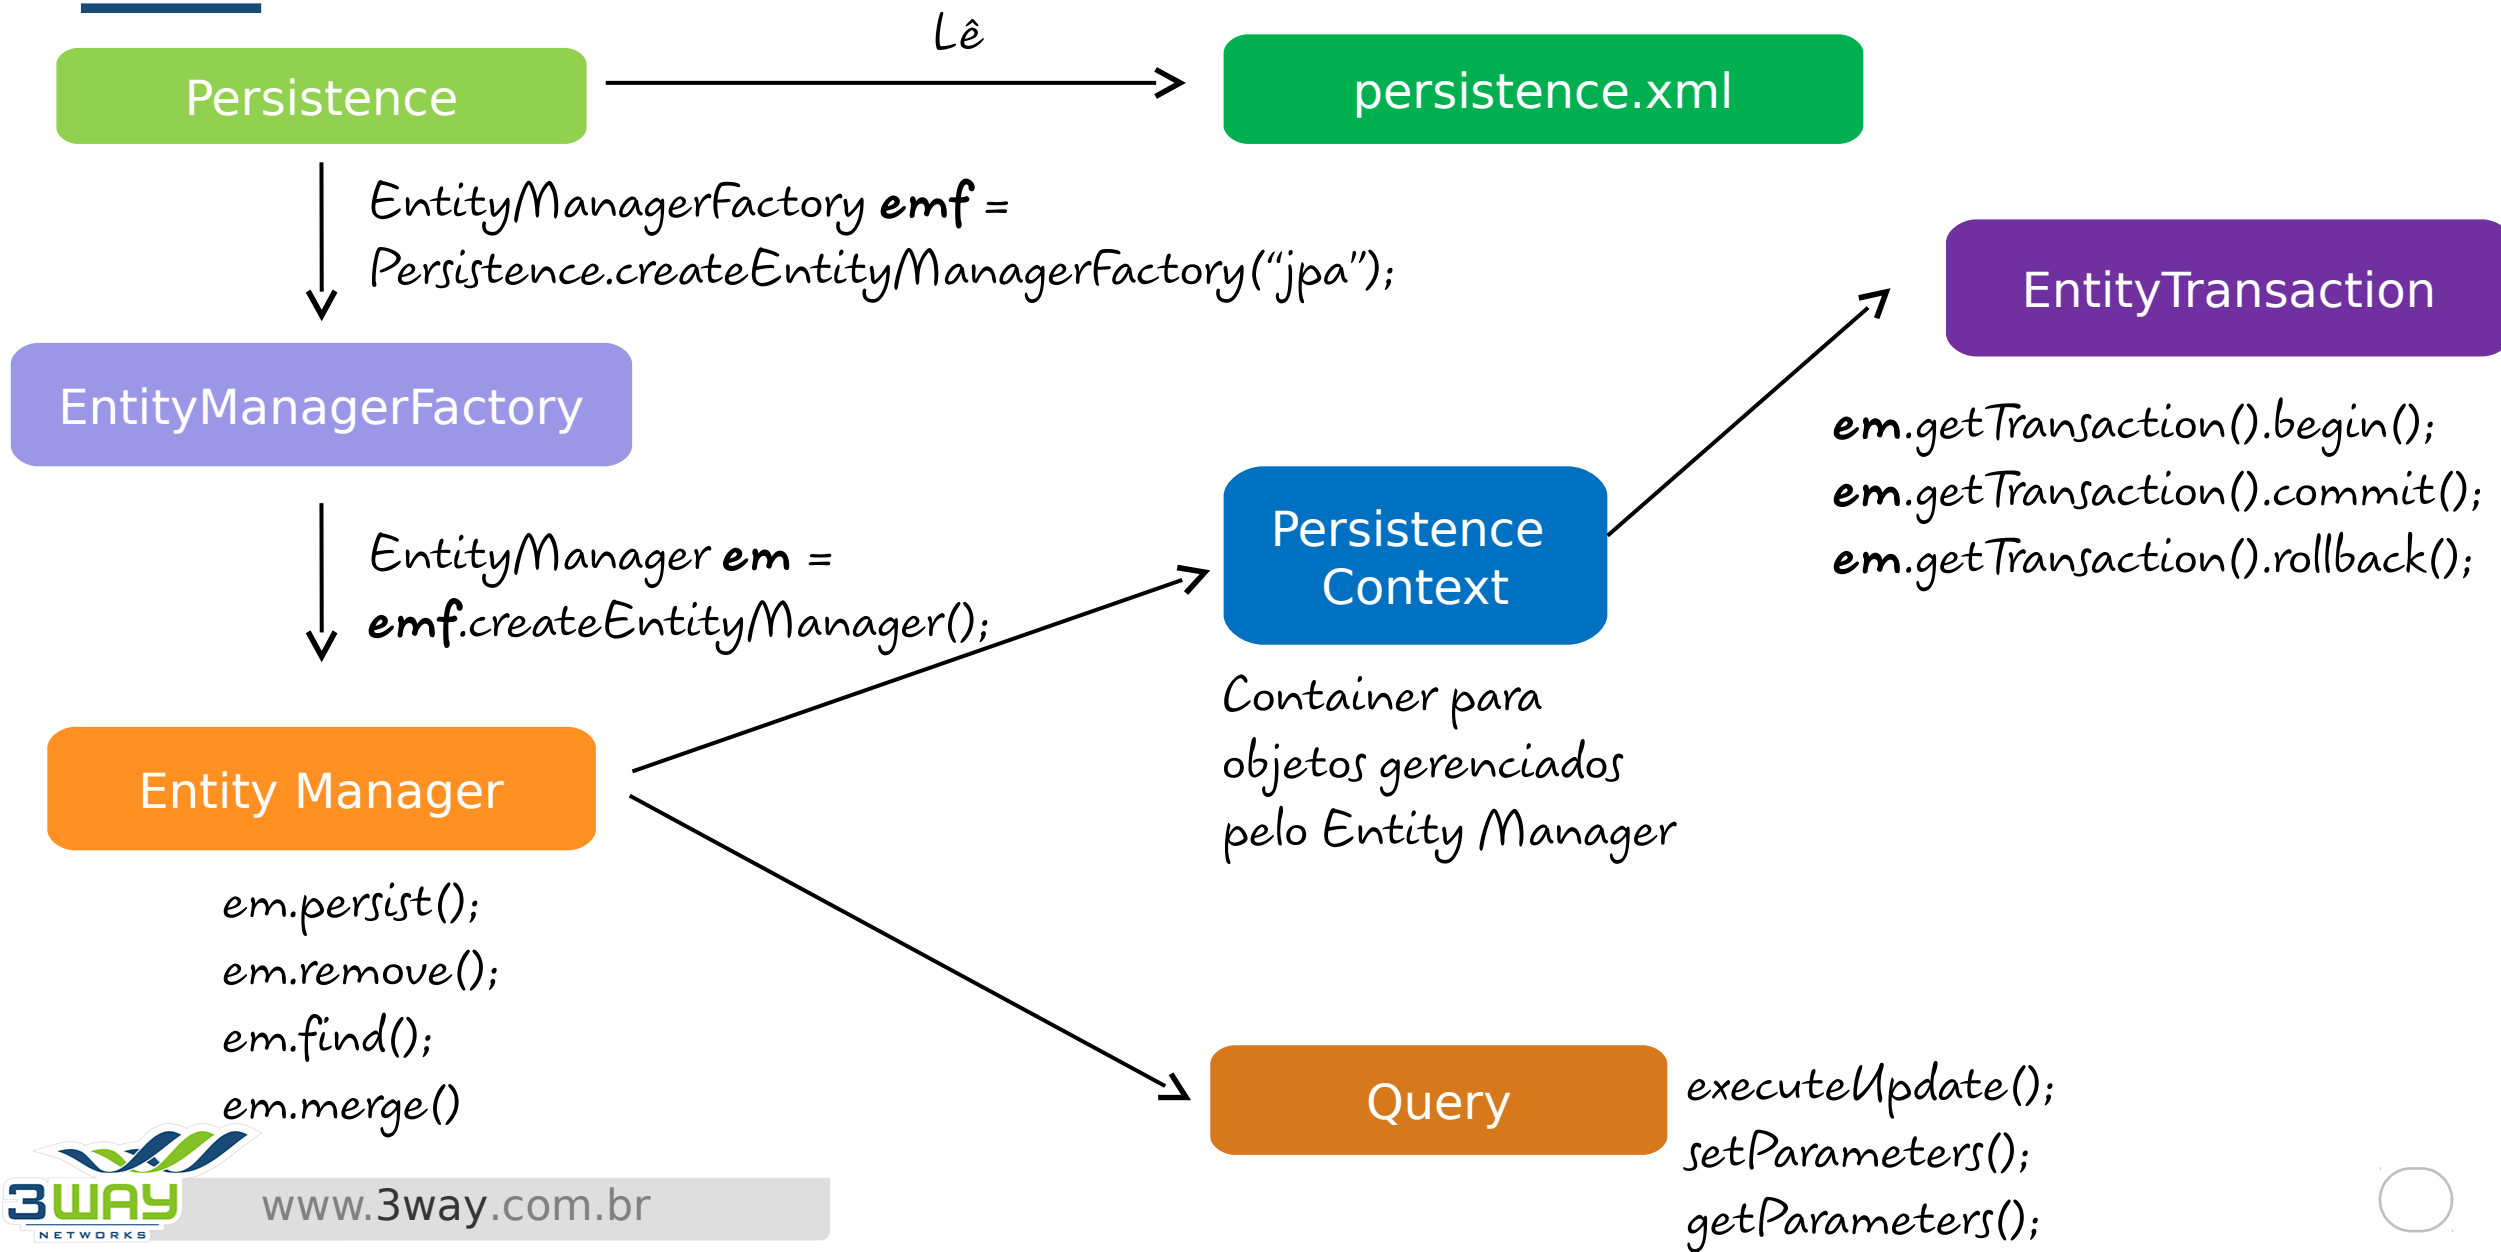 Lê
Persistence
persistence.xml
EntityManagerFactory emf =
Persistence.createEntityManagerFactory(“jpa”);
EntityTransaction
EntityManagerFactory
em.getTransaction().begin();
em.getTransaction().commit();
em.getTransaction().rollback();
EntityManager em =
emf.createEntityManager();
Persistence
Context
Container para
objetos gerenciados
pelo Entity Manager
Entity Manager
em.persist();
em.remove();
em.find();
em.merge()
Query
executeUpdate();
setParameters();
getParameters();
3WAY
NETWORKS
www.3way.com.br